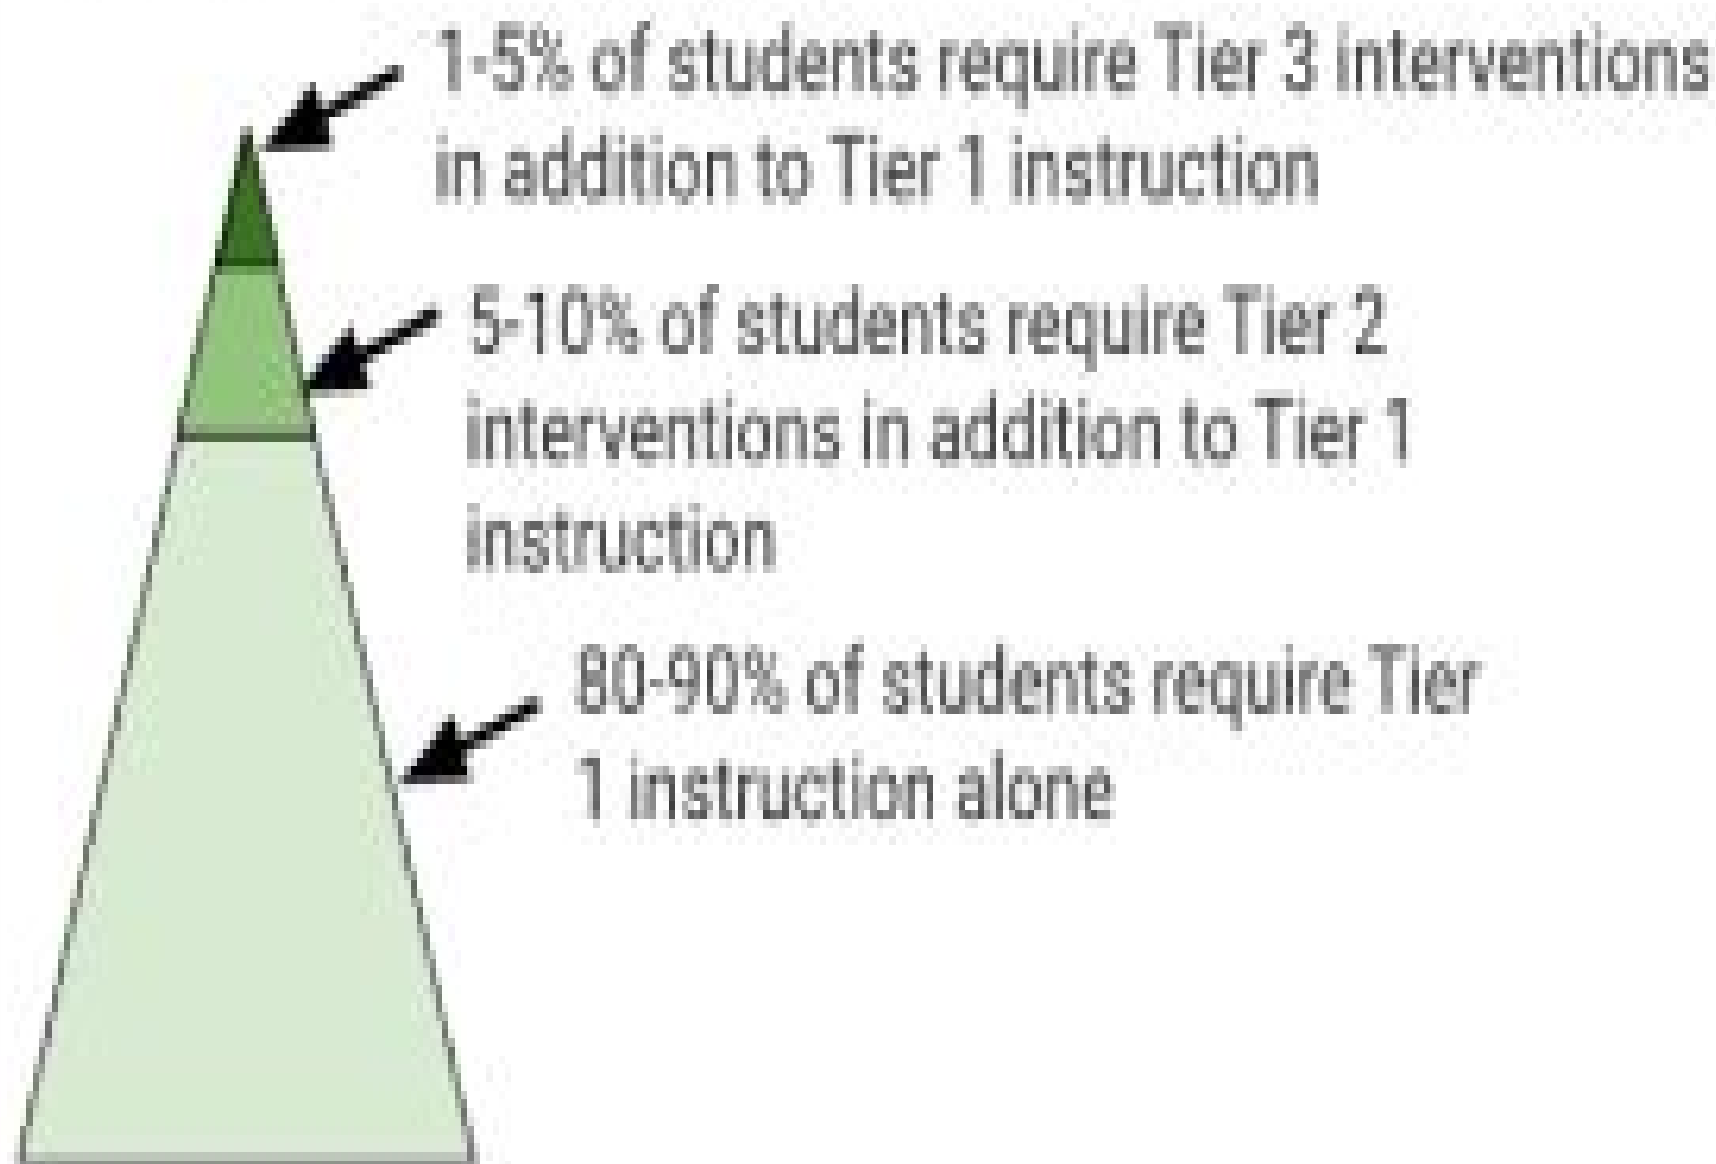 1-5% of students require Tier 3 interventions
in addition to Tier 1 instruction
5-10% of students require Tier 2
interventions in addition to Tier 1
instruction
80-90% of students require Tier
1 instruction alone